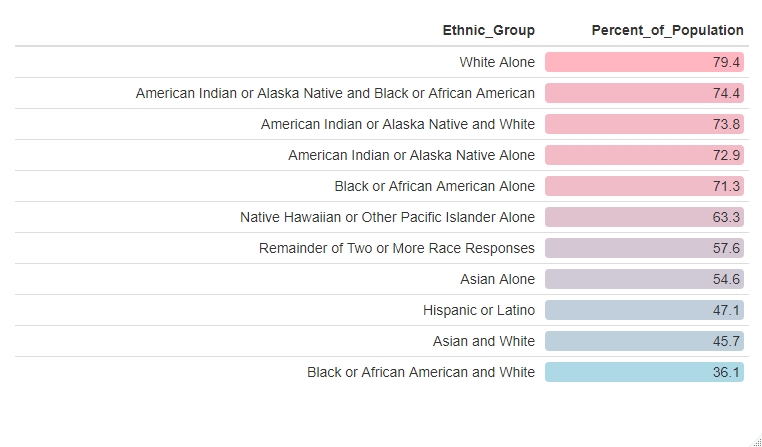 Ethnic_Group Percent_of_Population
White Alone 79.4
American Indian or Alaska Native and Black or African American 74.4
American Indian or Alaska Native and White 73.8
American Indian or Alaska Native Alone 72.9
Black or African American Alone 71.3
Native Hawaiian or Other Pacific Islander Alone 63.3
Remainder of Two or More Race Responses 57.6
Asian Alone 54.6
Hispanic or Latino 47.1
Asian and White 45.7
Black or African American and White 36.1